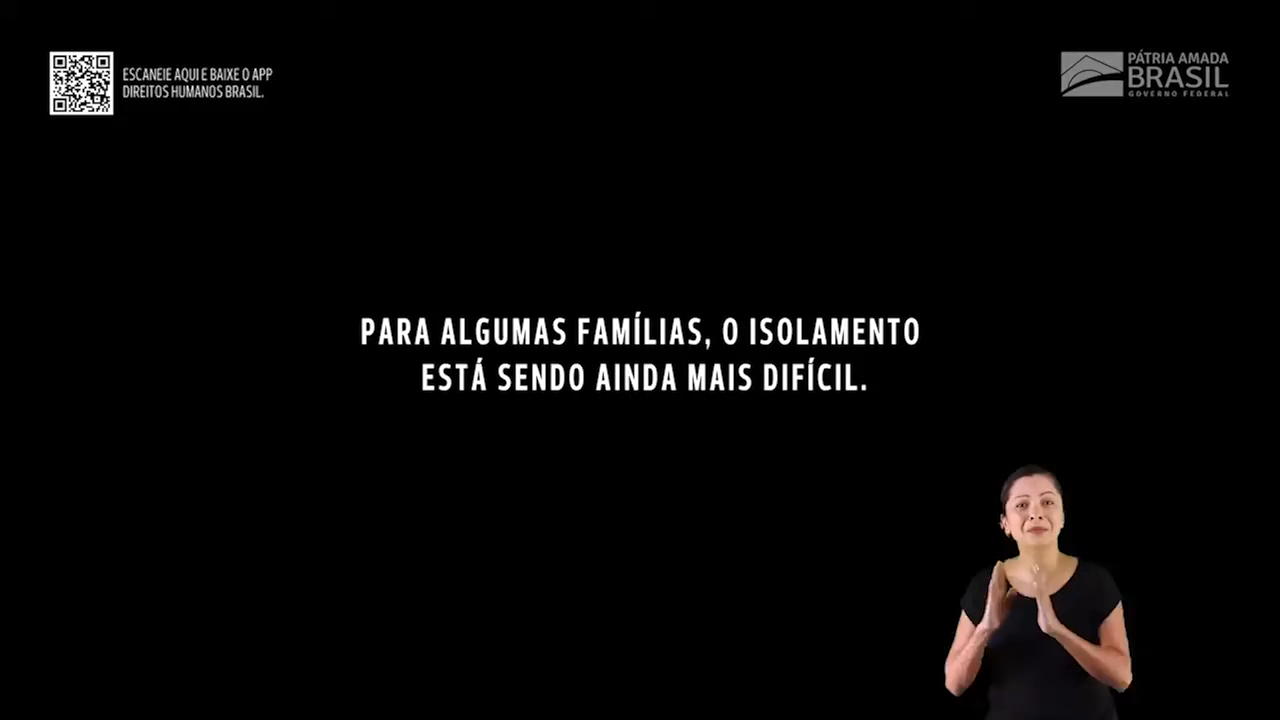 ESCANEIE AQUI E BAIXE O APP
DIREITOS HUMANOS BRASIL.
PÁTRIA AMADA
BRASIL
GOVERNO FEDERAL
PARA ALGUMAS FAMÍLIAS, O ISOLAMENTO
ESTÁ SENDO AINDA MAIS DIFÍCIL.